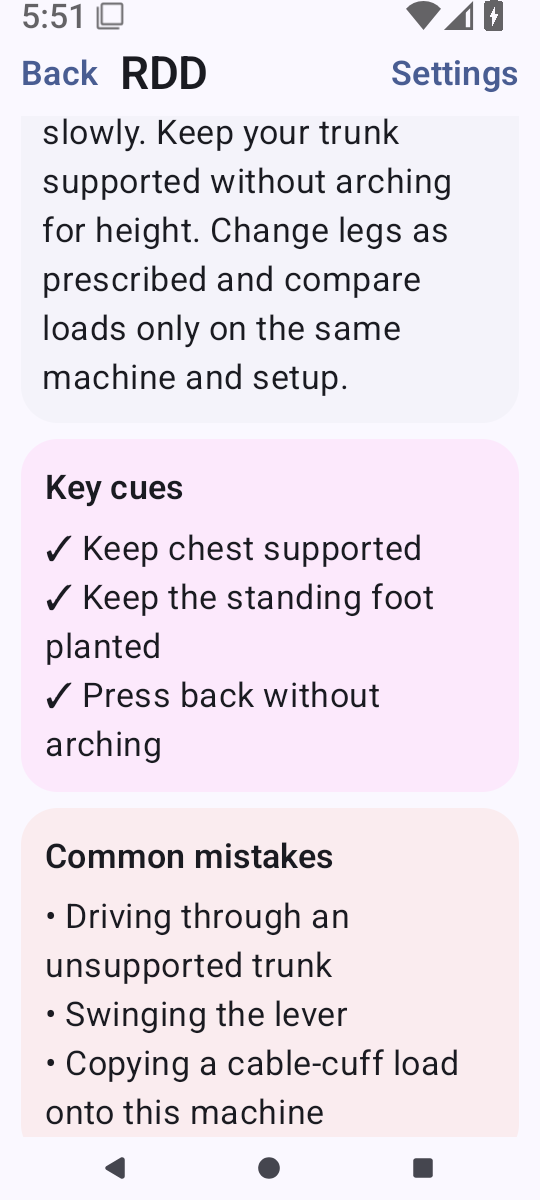 5:51
Back RDD Settings
slowly. Keep your trunk
supported without arching
for height. Change legs as
prescribed and compare
loads only on the same
machine and setup.
Key cues
✓ Keep chest supported
✓ Keep the standing foot
planted
✓ Press back without
arching
Common mistakes
• Driving through an
unsupported trunk
• Swinging the lever
• Copying a cable-cuff load
onto this machine